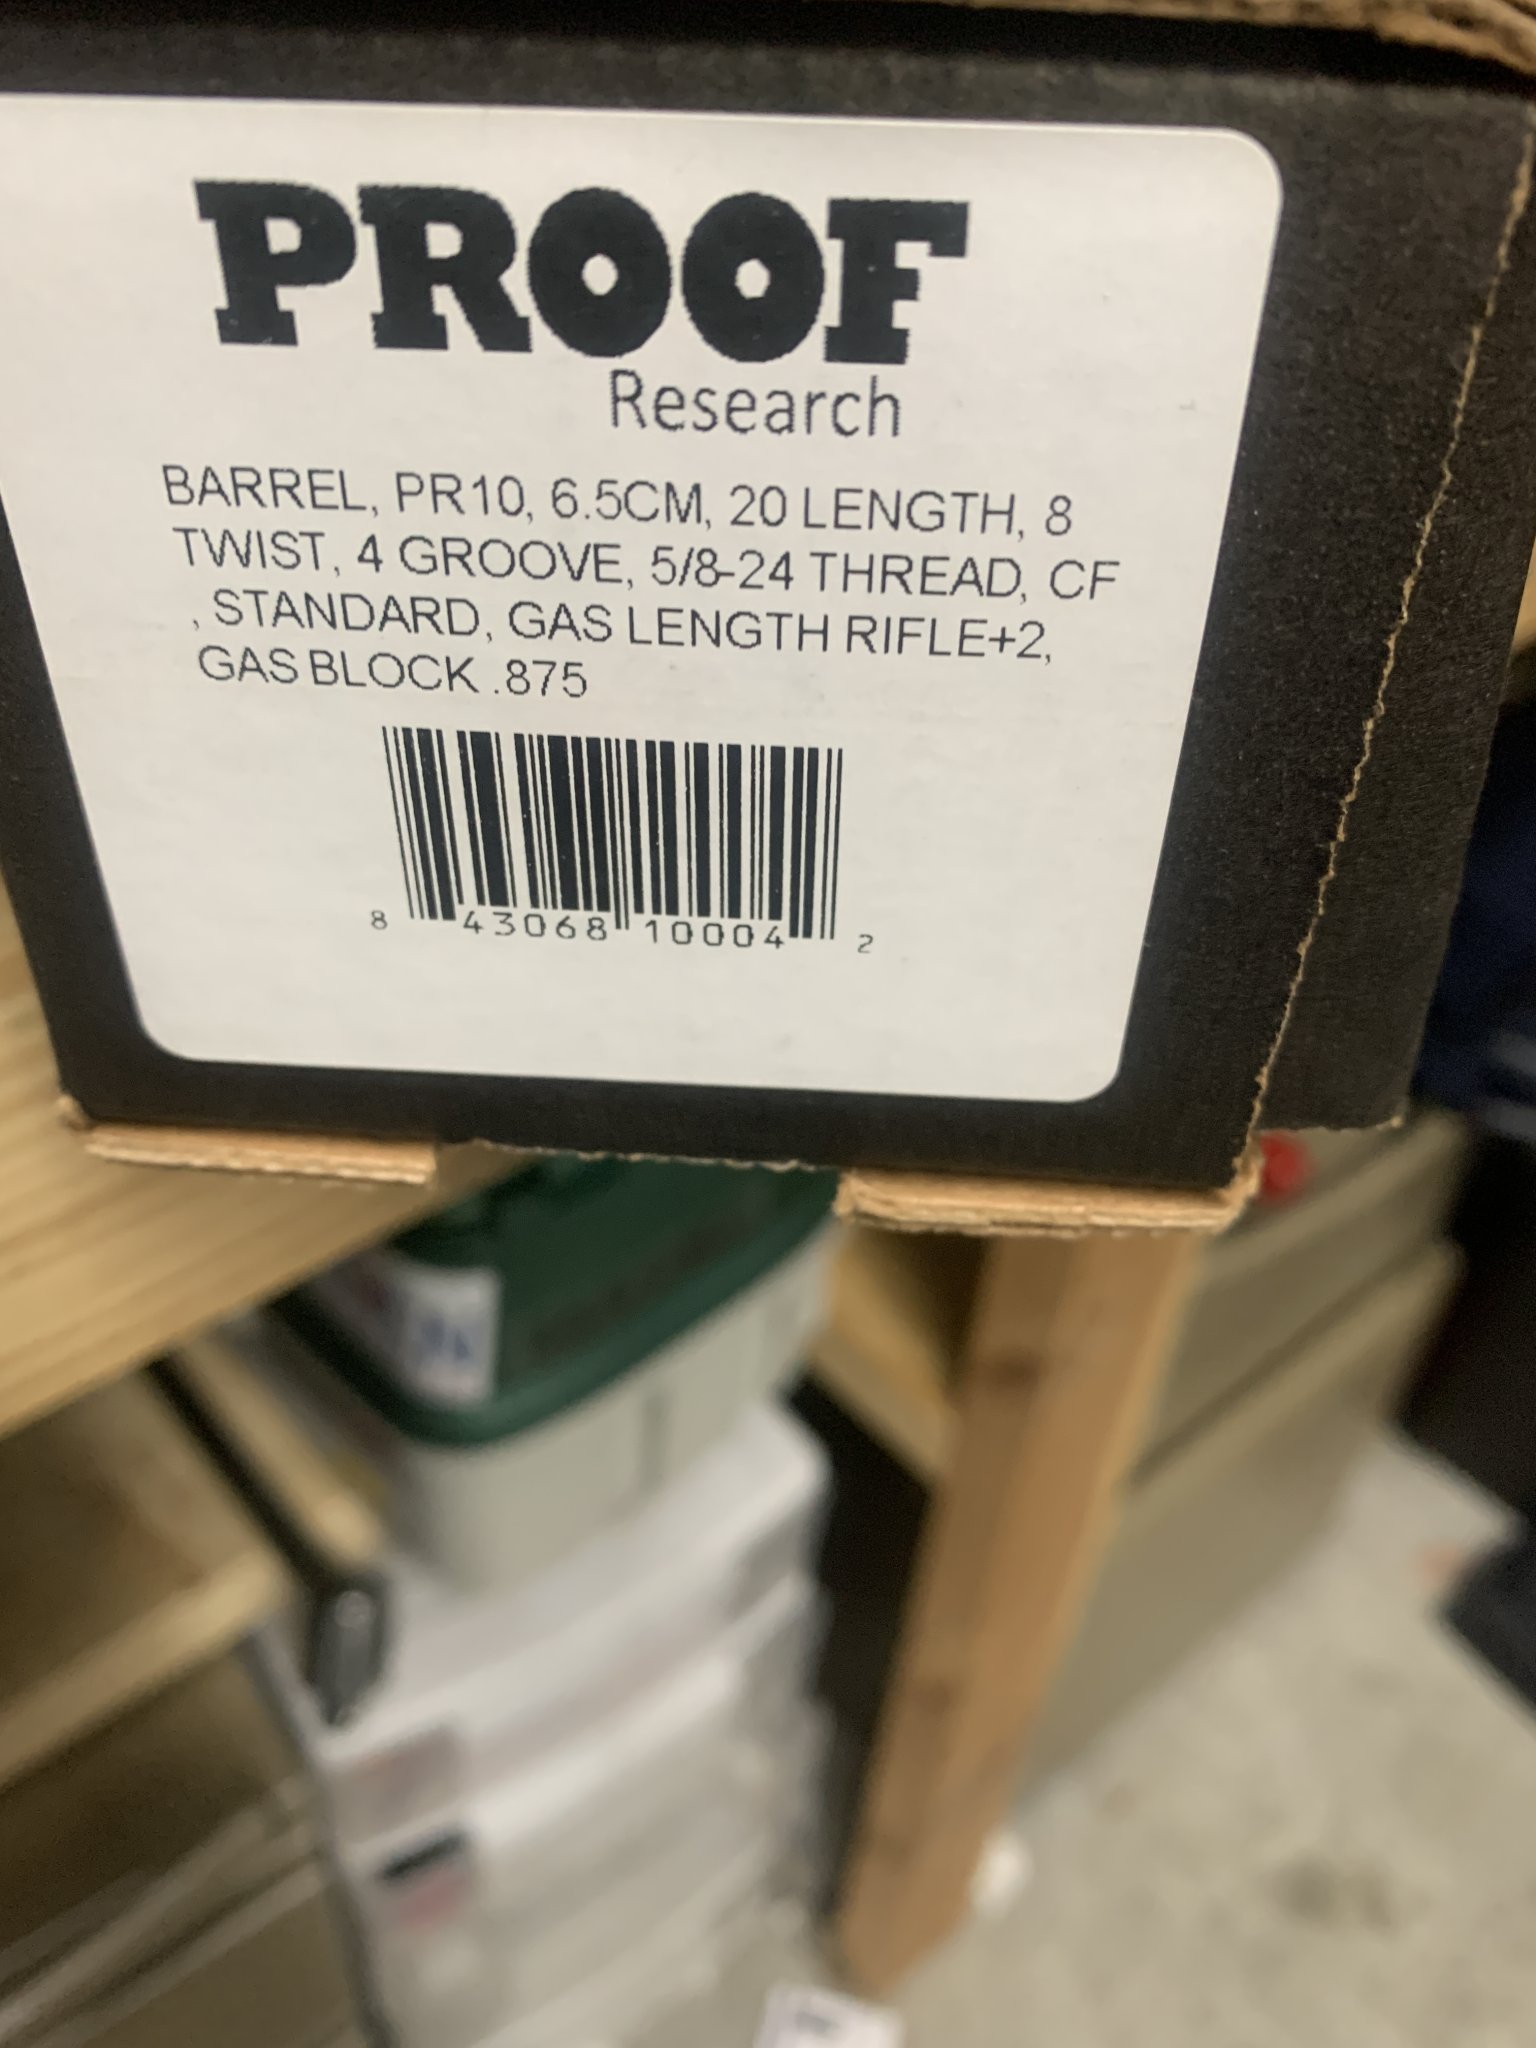 PROOF
Research
BARREL, PR10, 6.5CM, 20 LENGTH, 8
TWIST, 4 GROOVE, 5/8-24 THREAD, CF
, STANDARD, GAS LENGTH RIFLE+2,
GAS BLOCK .875
8 43068 10004 2